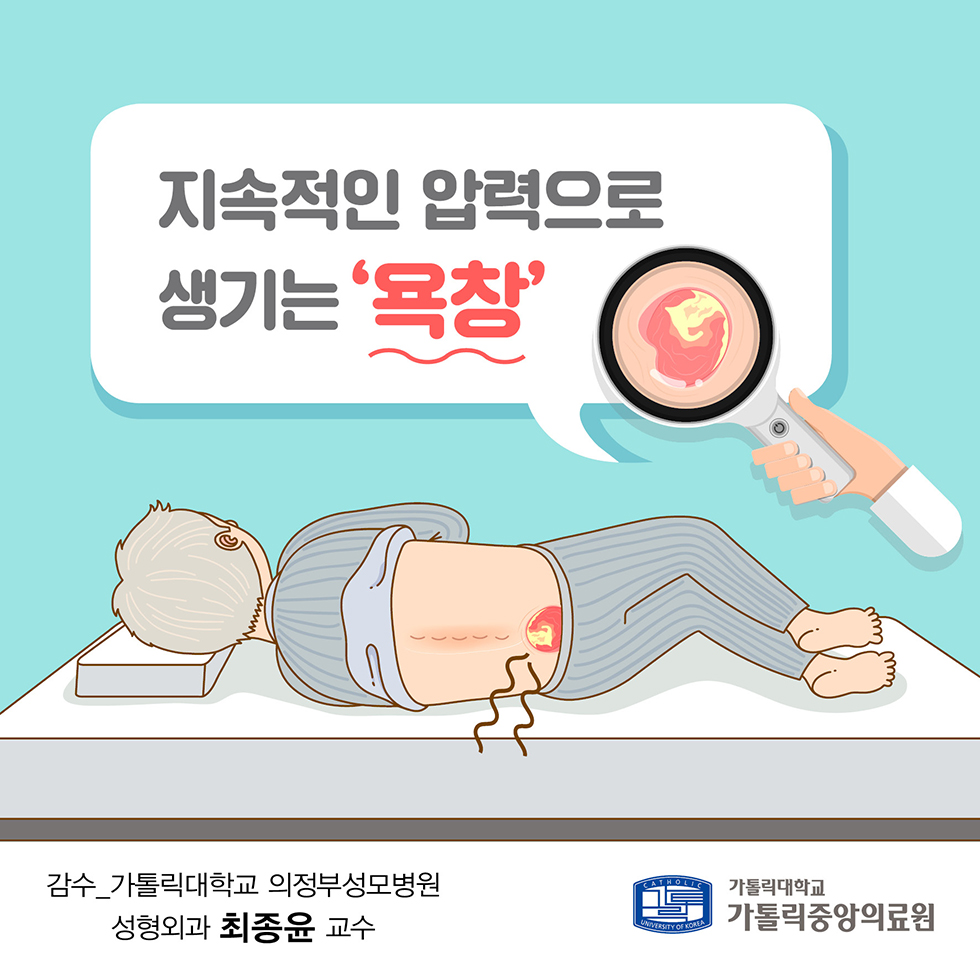 지속적인 압력으로
생기는 ‘욕창’
감수_가톨릭대학교 의정부성모병원
성형외과 최종윤 교수
CATHOLIC
UNIVERSITY OF KOREA
가톨릭대학교
가톨릭중앙의료원